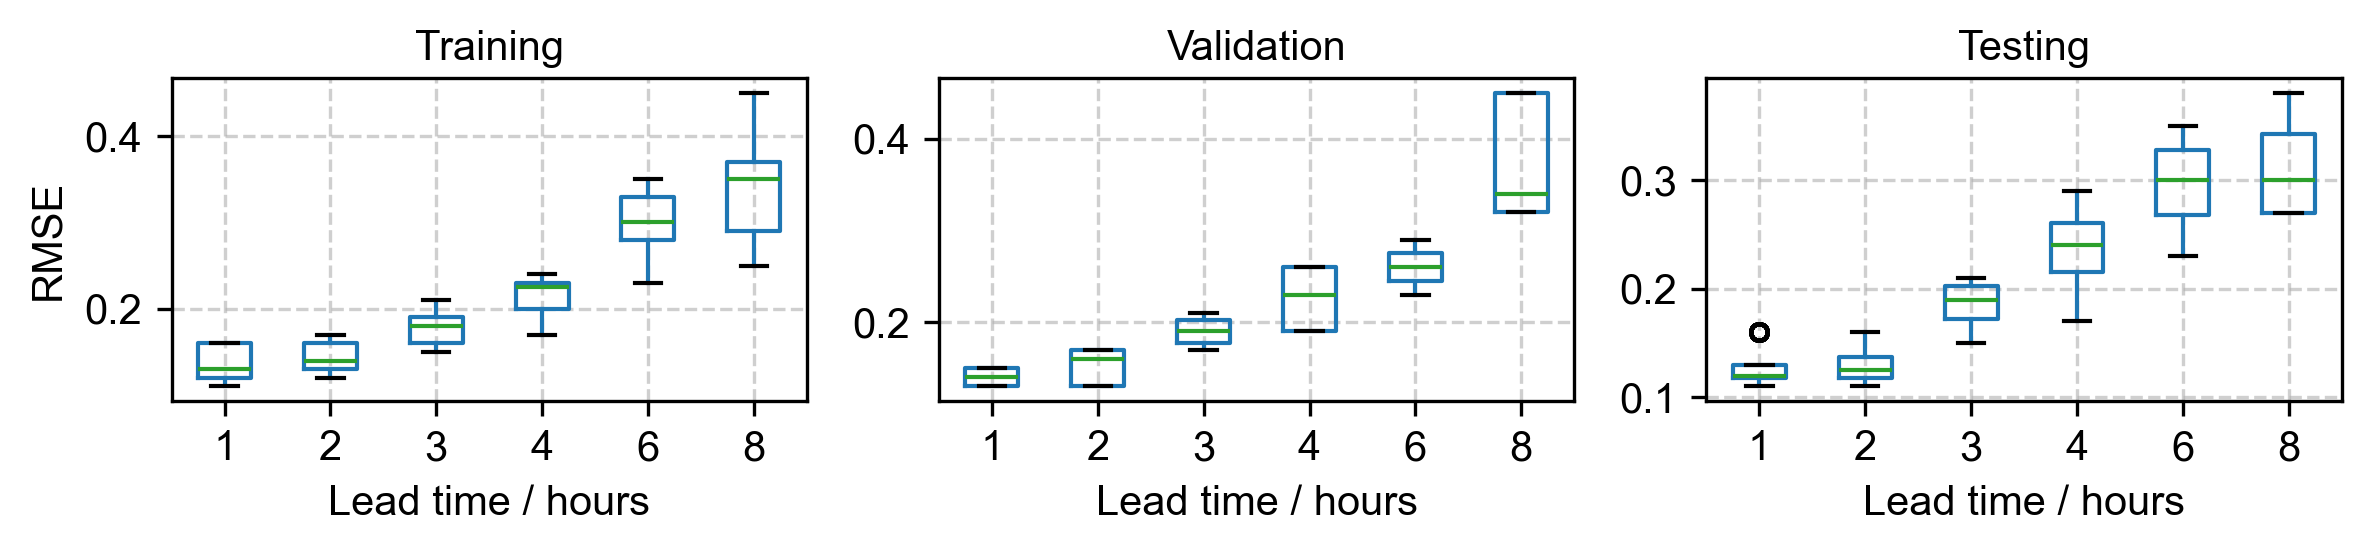 Training
Validation
Testing
RMSE
0.4
0.2
1 2 3 4 6 8
Lead time / hours
0.4
0.2
1 2 3 4 6 8
Lead time / hours
0.3
0.2
0.1
1 2 3 4 6 8
Lead time / hours